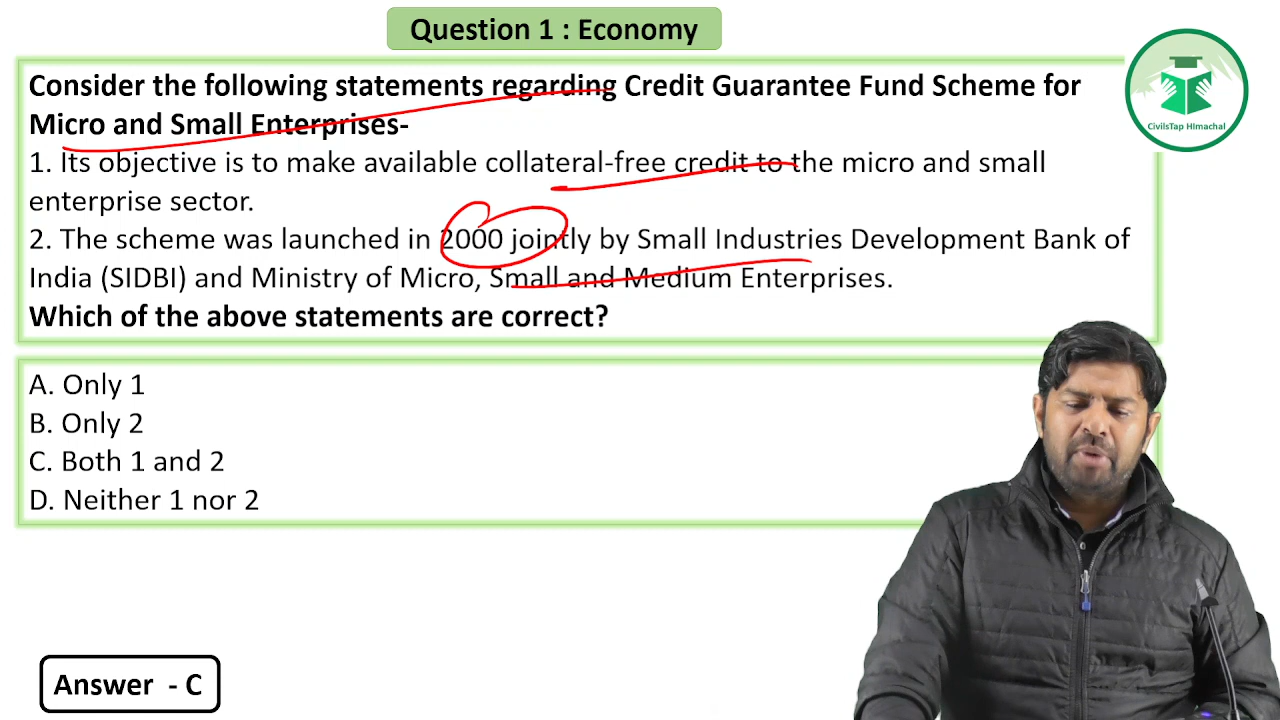 Question 1 : Economy
Consider the following statements regarding Credit Guarantee Fund Scheme for
Micro and Small Enterprises-
1. Its objective is to make available collateral-free credit to the micro and small
enterprise sector.
2. The scheme was launched in 2000 jointly by Small Industries Development Bank of
India (SIDBI) and Ministry of Micro, Small and Medium Enterprises.
Which of the above statements are correct?
CivilsTap HImachal
A. Only 1
B. Only 2
C. Both 1 and 2
D. Neither 1 nor 2
Answer - C